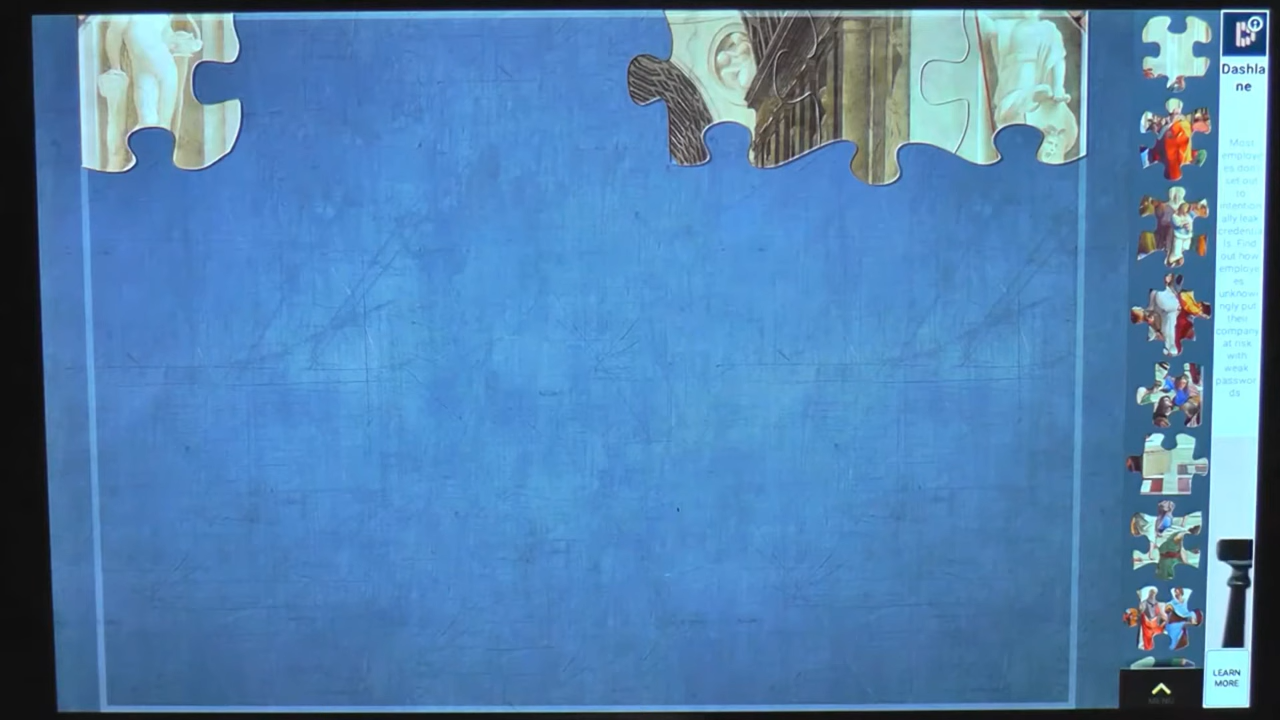 Dashla
ne
Most
employe
es don't
set out
to
intention
ally leak
credentia
ls. Find
out how
employe
es
unknowi
ngly put
their
company
at risk
with
weak
passwor
ds
LEARN
MORE
MENU